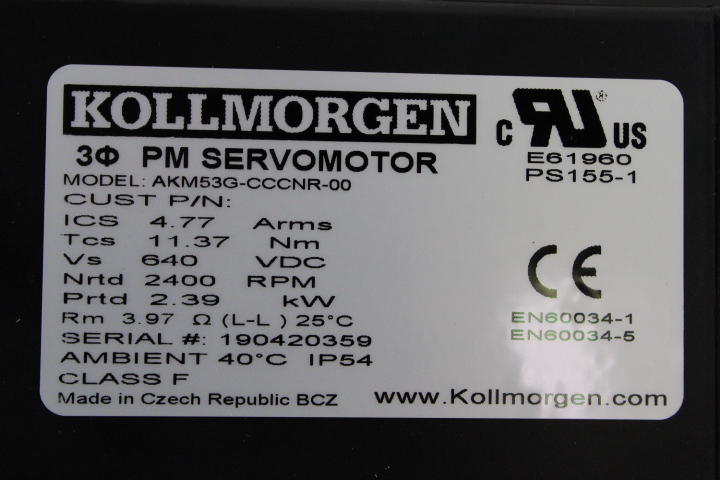 KOLLMORGEN
3Φ PM SERVOMOTOR
MODEL: AKM53G-CCCNR-00
CUST P/N:
ICS 4.77 Arms
Tcs 11.37 Nm
Vs 640 VDC
Nrtd 2400 RPM
Prtd 2.39 kW
Rm 3.97 Ω (L-L ) 25°C
SERIAL #: 190420359
AMBIENT 40°C IP54
CLASS F
Made in Czech Republic BCZ
c RU ® US
E61960
PS155-1
CE
EN60034-1
EN60034-5
www.Kollmorgen.com